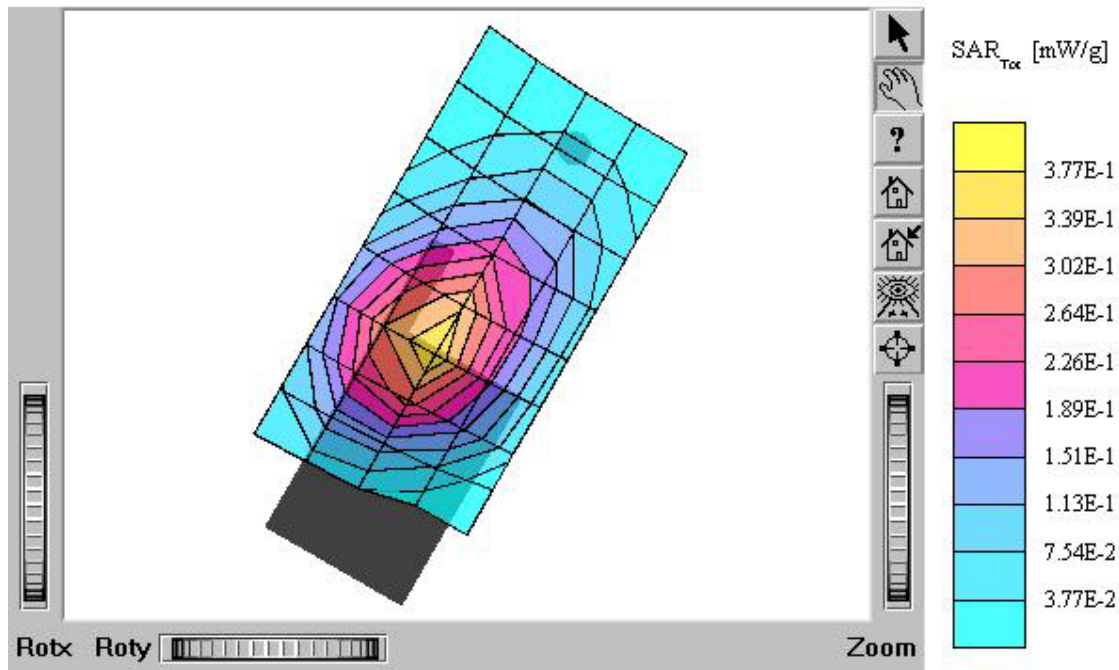 SAR_Tot [mW/g]
?
3.77E-1
3.39E-1
3.02E-1
2.64E-1
2.26E-1
1.89E-1
1.51E-1
1.13E-1
7.54E-2
3.77E-2
Rotx Roty Zoom